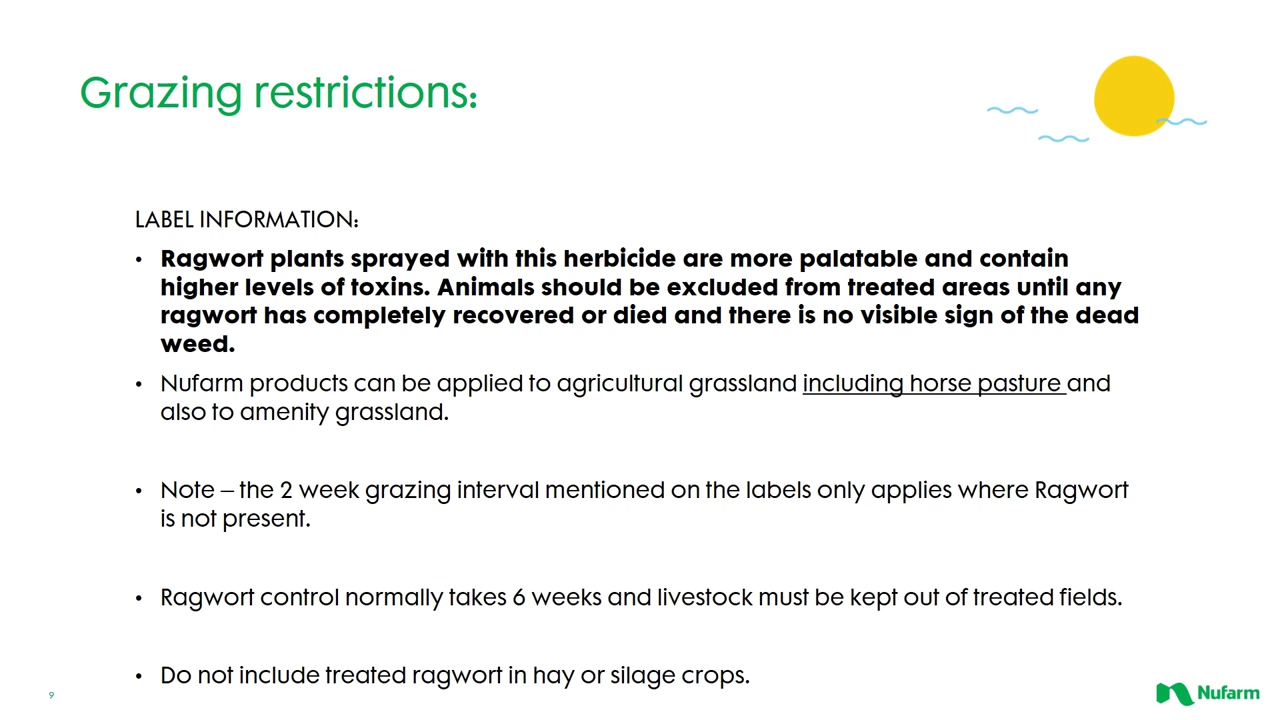 Grazing restrictions:
LABEL INFORMATION:
• Ragwort plants sprayed with this herbicide are more palatable and contain
higher levels of toxins. Animals should be excluded from treated areas until any
ragwort has completely recovered or died and there is no visible sign of the dead
weed.
• Nufarm products can be applied to agricultural grassland including horse pasture and
also to amenity grassland.
• Note – the 2 week grazing interval mentioned on the labels only applies where Ragwort
is not present.
• Ragwort control normally takes 6 weeks and livestock must be kept out of treated fields.
• Do not include treated ragwort in hay or silage crops.
9
Nufarm